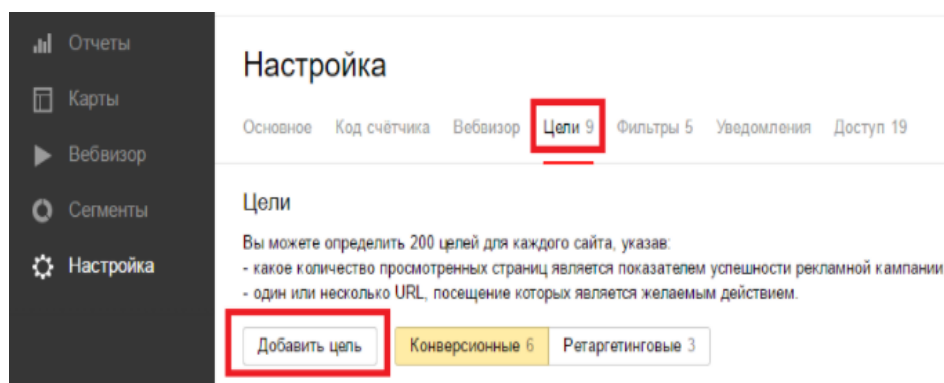 Отчеты
Карты
Вебвизор
Сегменты
Настройка
Настройка
Основное Код счётчика Вебвизор Цели 9 Фильтры 5 Уведомления Доступ 19
Цели
Вы можете определить 200 целей для каждого сайта, указав:
- какое количество просмотренных страниц является показателем успешности рекламной кампании
- один или несколько URL, посещение которых является желаемым действием.
Добавить цель Конверсионные 6 Ретаргетинговые 3